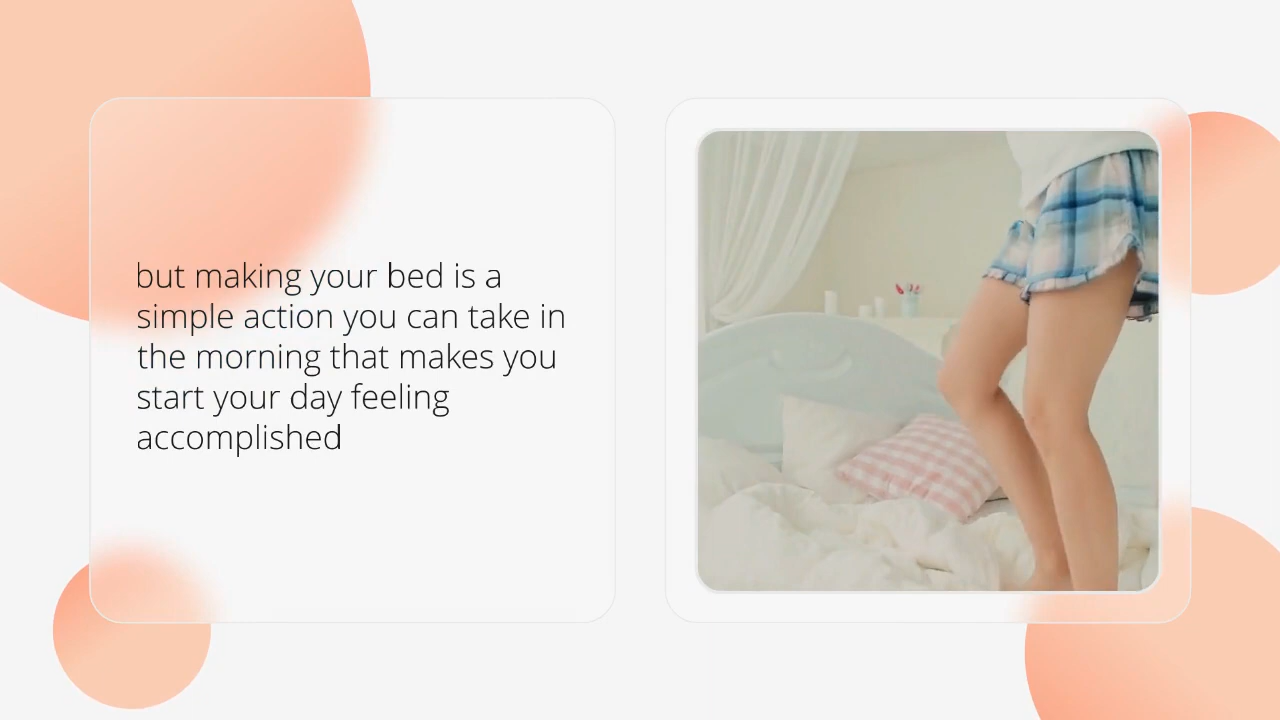 but making your bed is a
simple action you can take in
the morning that makes you
start your day feeling
accomplished